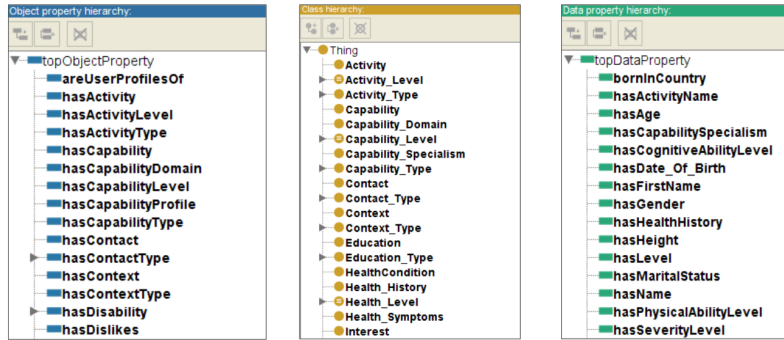 Object property hierarchy:
topObjectProperty
areUserProfilesOf
hasActivity
hasActivityLevel
hasActivityType
hasCapability
hasCapabilityDomain
hasCapabilityLevel
hasCapabilityProfile
hasCapabilityType
hasContact
hasContactType
hasContext
hasContextType
hasDisability
hasDislikes
Class hierarchy:
Thing
Activity
Activity_Level
Activity_Type
Capability
Capability_Domain
Capability_Level
Capability_Specialism
Capability_Type
Contact
Contact_Type
Context
Context_Type
Education
Education_Type
HealthCondition
Health_History
Health_Level
Health_Symptoms
Interest
Data property hierarchy:
topDataProperty
bornInCountry
hasActivityName
hasAge
hasCapabilitySpecialism
hasCognitiveAbilityLevel
hasDate_Of_Birth
hasFirstName
hasGender
hasHealthHistory
hasHeight
hasLevel
hasMaritalStatus
hasName
hasPhysicalAbilityLevel
hasSeverityLevel